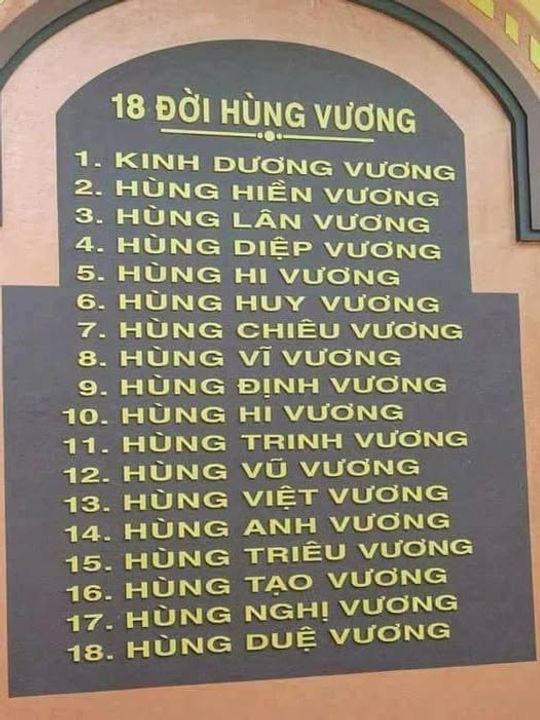 18 ĐỜI HÙNG VƯƠNG
1. KINH DƯƠNG VƯƠNG
2. HÙNG HIỀN VƯƠNG
3. HÙNG LÂN VƯƠNG
4. HÙNG DIỆP VƯƠNG
5. HÙNG HI VƯƠNG
6. HÙNG HUY VƯƠNG
7. HÙNG CHIÊU VƯƠNG
8. HÙNG VĨ VƯƠNG
9. HÙNG ĐỊNH VƯƠNG
10. HÙNG HI VƯƠNG
11. HÙNG TRINH VƯƠNG
12. HÙNG VŨ VƯƠNG
13. HÙNG VIỆT VƯƠNG
14. HÙNG ANH VƯƠNG
15. HÙNG TRIÊU VƯƠNG
16. HÙNG TẠO VƯƠNG
17. HÙNG NGHỊ VƯƠNG
18. HÙNG DUỆ VƯƠNG